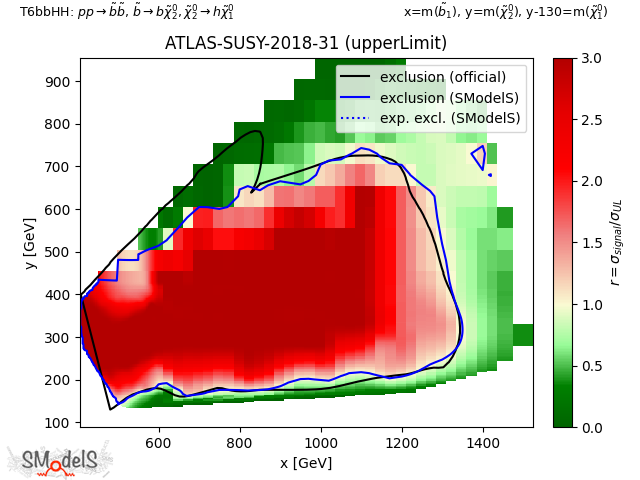 T6bbHH: pp → b̃b̃, b̃ → bχ̃⁰₂, χ̃⁰₂ → hχ̃⁰₁ x=m(b̃₁), y=m(χ̃⁰₂), y-130=m(χ̃⁰₁)
ATLAS-SUSY-2018-31 (upperLimit)
exclusion (official)
exclusion (SModelS)
exp. excl. (SModelS)
y [GeV]
900
800
700
600
500
400
300
200
100
600 800 1000 1200 1400
x [GeV]
3.0
2.5
2.0
1.5
1.0
0.5
0.0
r = σsignal/σUL
SModelS